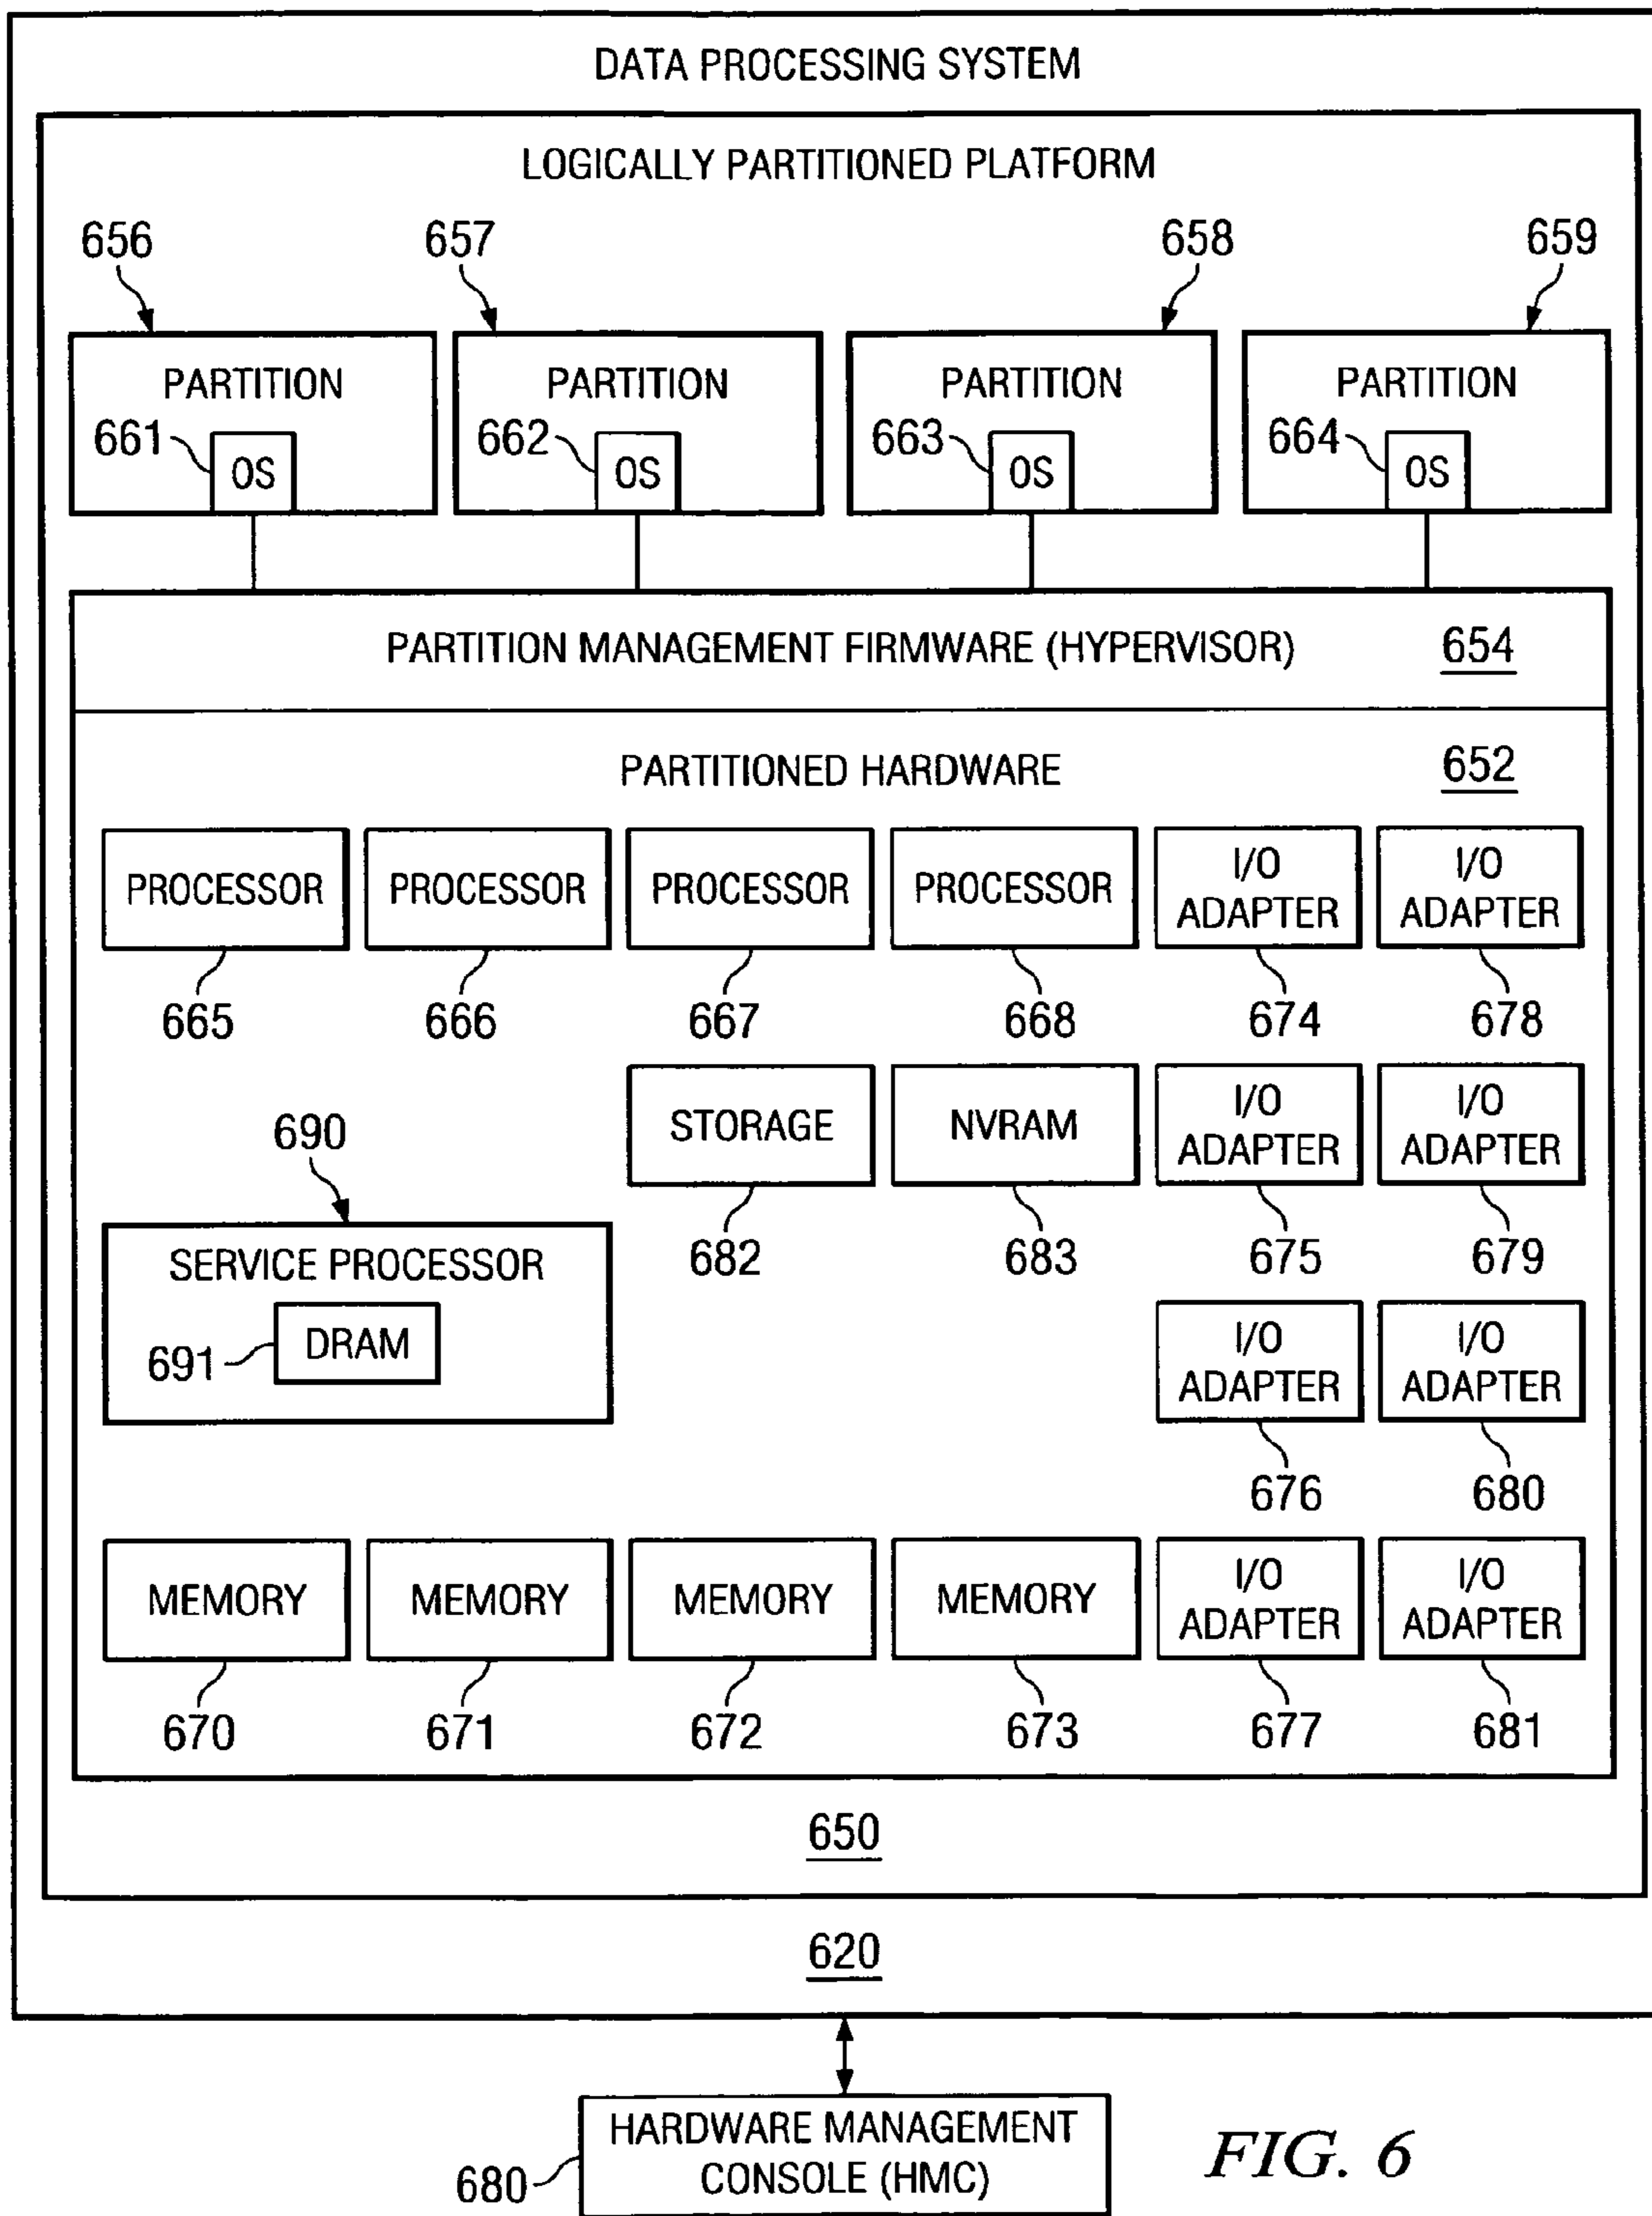 DATA PROCESSING SYSTEM
LOGICALLY PARTITIONED PLATFORM
656 657 658 659
PARTITION PARTITION PARTITION PARTITION
661 OS 662 OS 663 OS 664 OS
PARTITION MANAGEMENT FIRMWARE (HYPERVISOR) 654
PARTITIONED HARDWARE 652
PROCESSOR PROCESSOR PROCESSOR PROCESSOR I/O ADAPTER I/O ADAPTER
665 666 667 668 674 678
STORAGE NVRAM I/O ADAPTER I/O ADAPTER
690
682 683 675 679
SERVICE PROCESSOR
691 DRAM
I/O ADAPTER I/O ADAPTER
676 680
MEMORY MEMORY MEMORY MEMORY I/O ADAPTER I/O ADAPTER
670 671 672 673 677 681
650
620
HARDWARE MANAGEMENT
CONSOLE (HMC)
680
FIG. 6